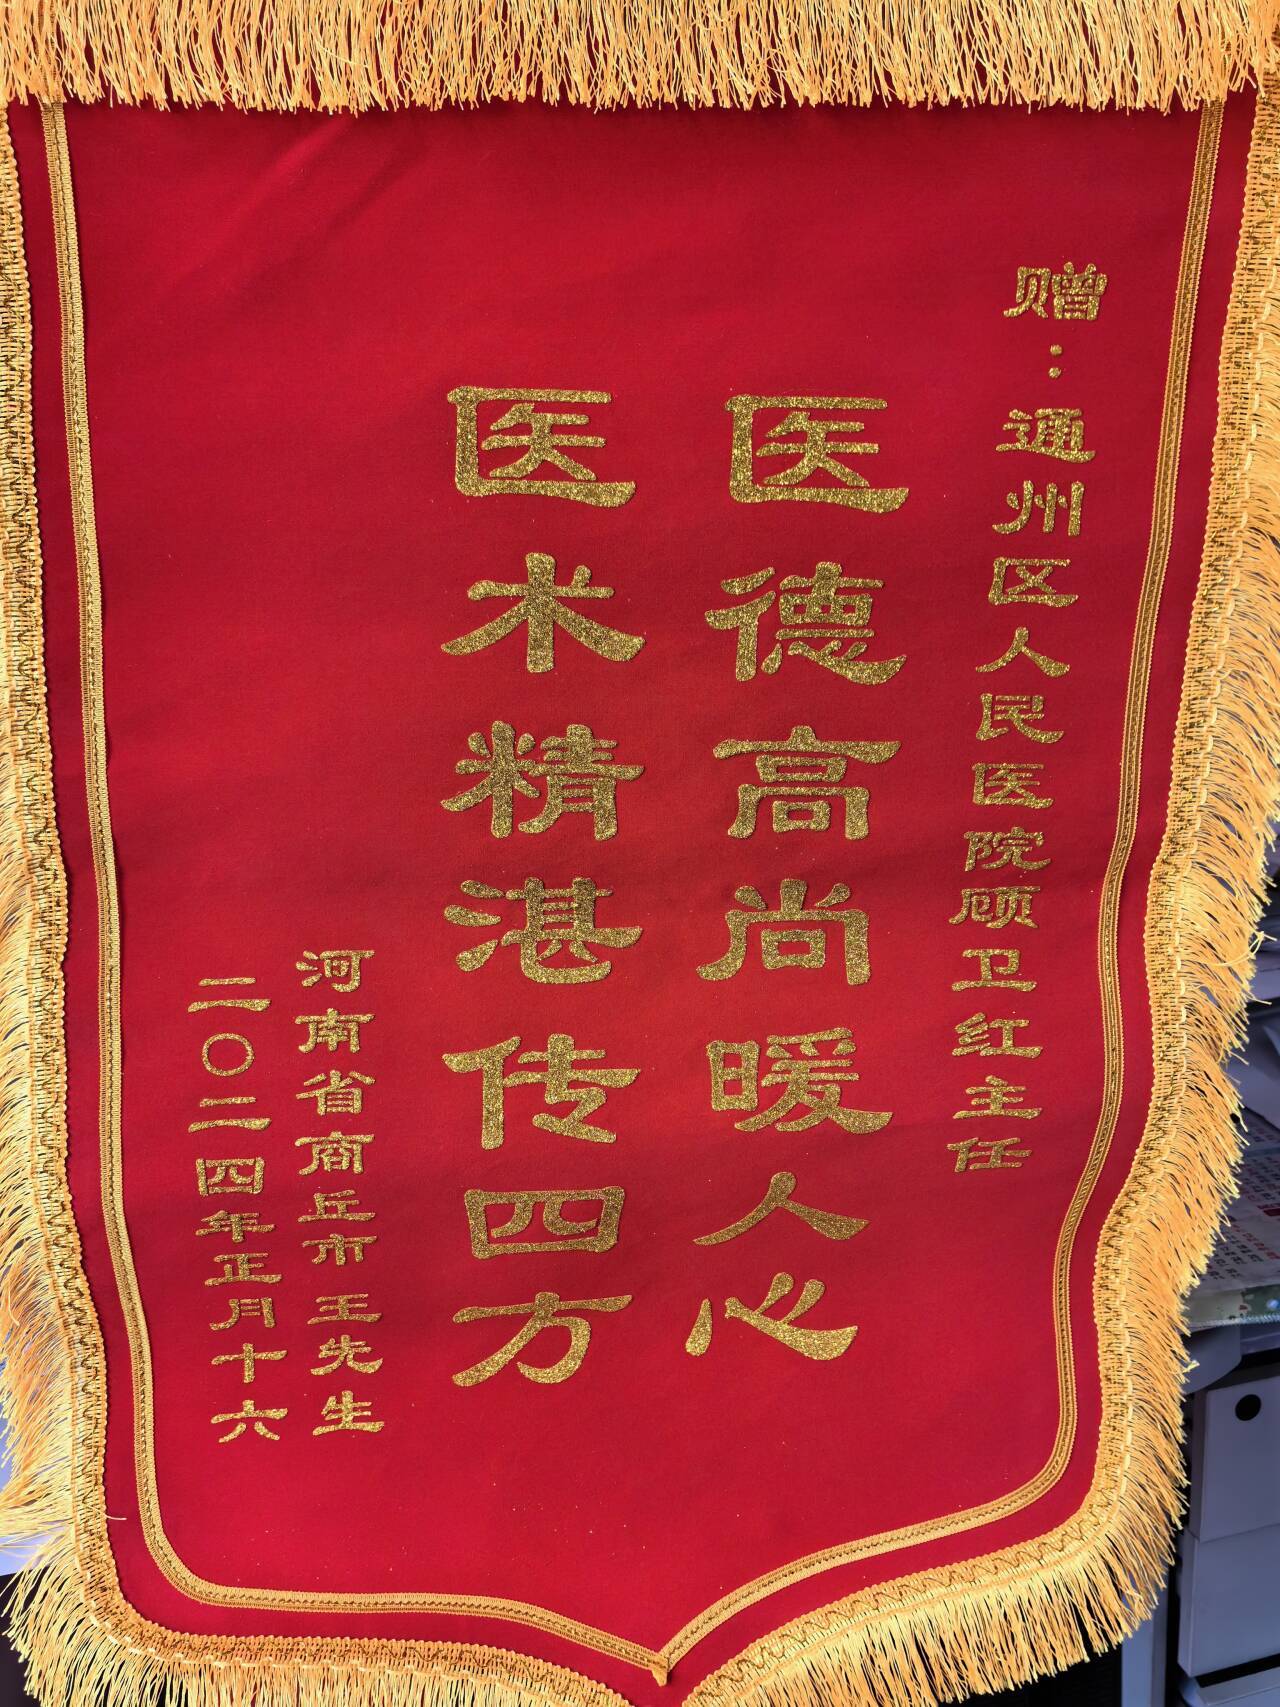 赠：通州区人民医院顾卫红主任
医德高尚暖人心
医术精湛传四方
河南省商丘市 王先生
二〇二四年正月十六